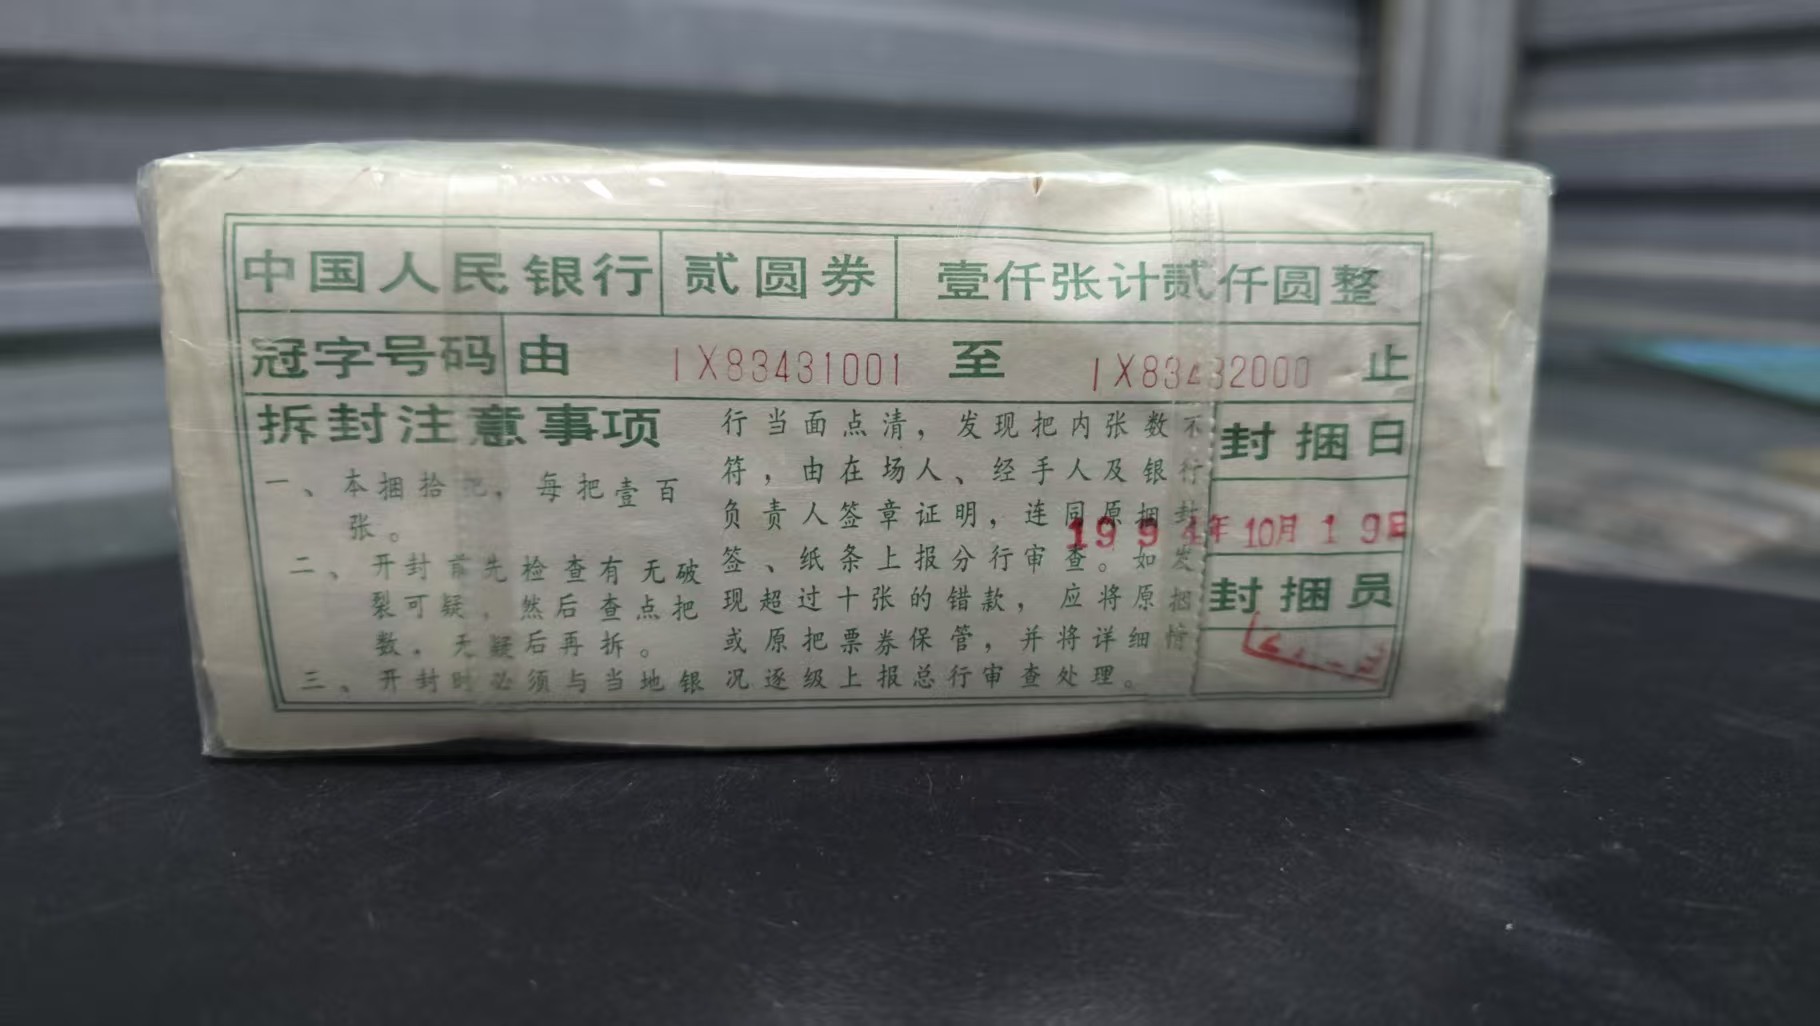 中国人民银行 贰圆券 壹仟张计贰仟圆整
冠字号码 由 IX83431001 至 IX83432000 止
拆封注意事项
一、本捆拾把，每把壹百
张。
二、开封前先检查有无破
裂可疑，然后查点把
数，无疑后再拆。
三、开封时必须与当地银
行当面点清，发现把内张数不
符，由在场人、经手人及银行
负责人签章证明，连同原捆封
签、纸条上报分行审查。如发
现超过十张的错款，应将原捆
或原把票券保管，并将详细情
况逐级上报总行审查处理。
封捆日
1994年10月19日
封捆员